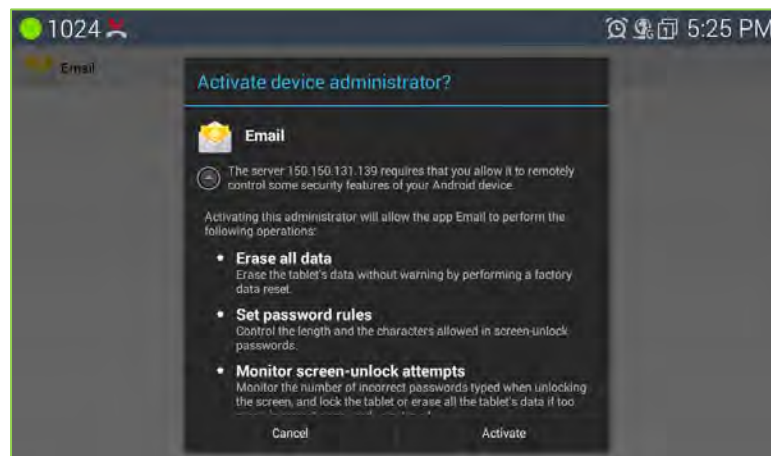 1024
5:25 PM
Email
Activate device administrator?
Email
The server 150.150.131.139 requires that you allow it to remotely
control some security features of your Android device.
Activating this administrator will allow the app Email to perform the
following operations:
• Erase all data
Erase the tablet's data without warning by performing a factory
data reset.
• Set password rules
Control the length and the characters allowed in screen-unlock
passwords.
• Monitor screen-unlock attempts
Monitor the number of incorrect passwords typed when unlocking
the screen, and lock the tablet or erase all the tablet's data if too
Cancel
Activate